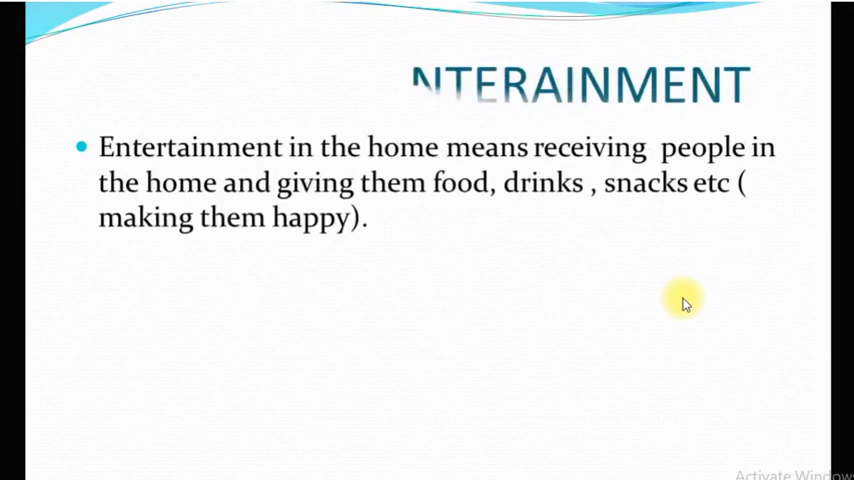 NTERAINMENT
Entertainment in the home means receiving people in
the home and giving them food, drinks , snacks etc (
making them happy).
Activate Window